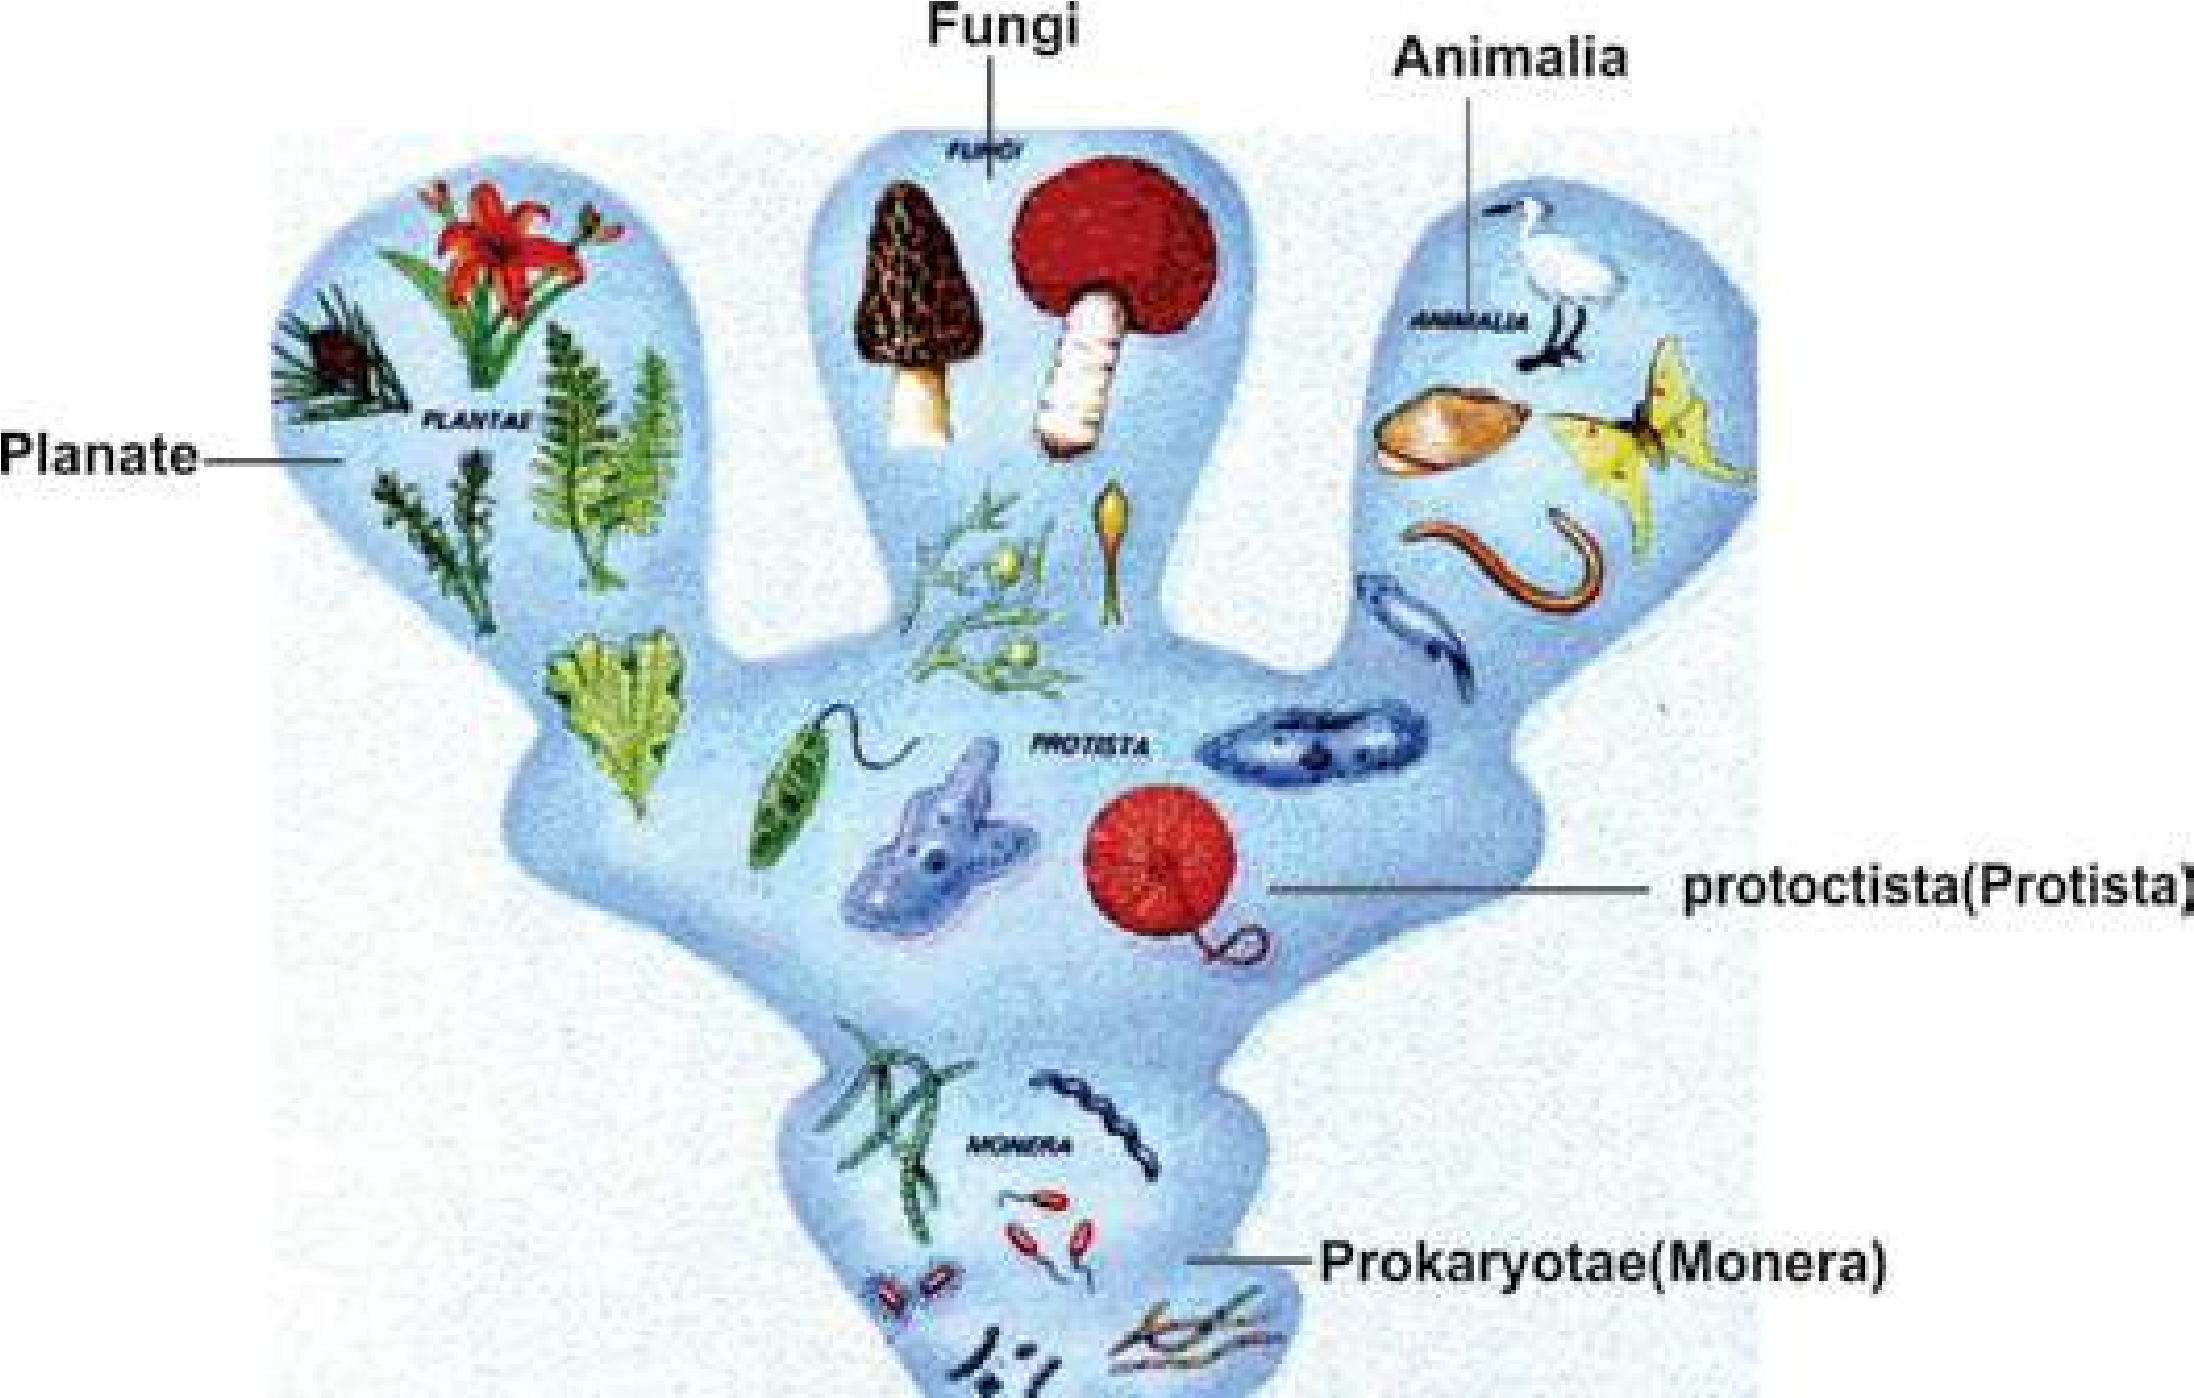 Fungi
Animalia
FUNGI
ANIMALIA
PLANTAE
Planate
PROTISTA
protoctista(Protista)
MONERA
Prokaryotae(Monera)